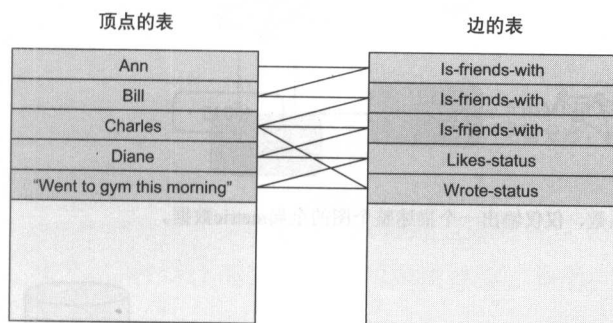 顶点的表
边的表
Ann
Bill
Charles
Diane
“Went to gym this morning”
Is-friends-with
Is-friends-with
Is-friends-with
Likes-status
Wrote-status